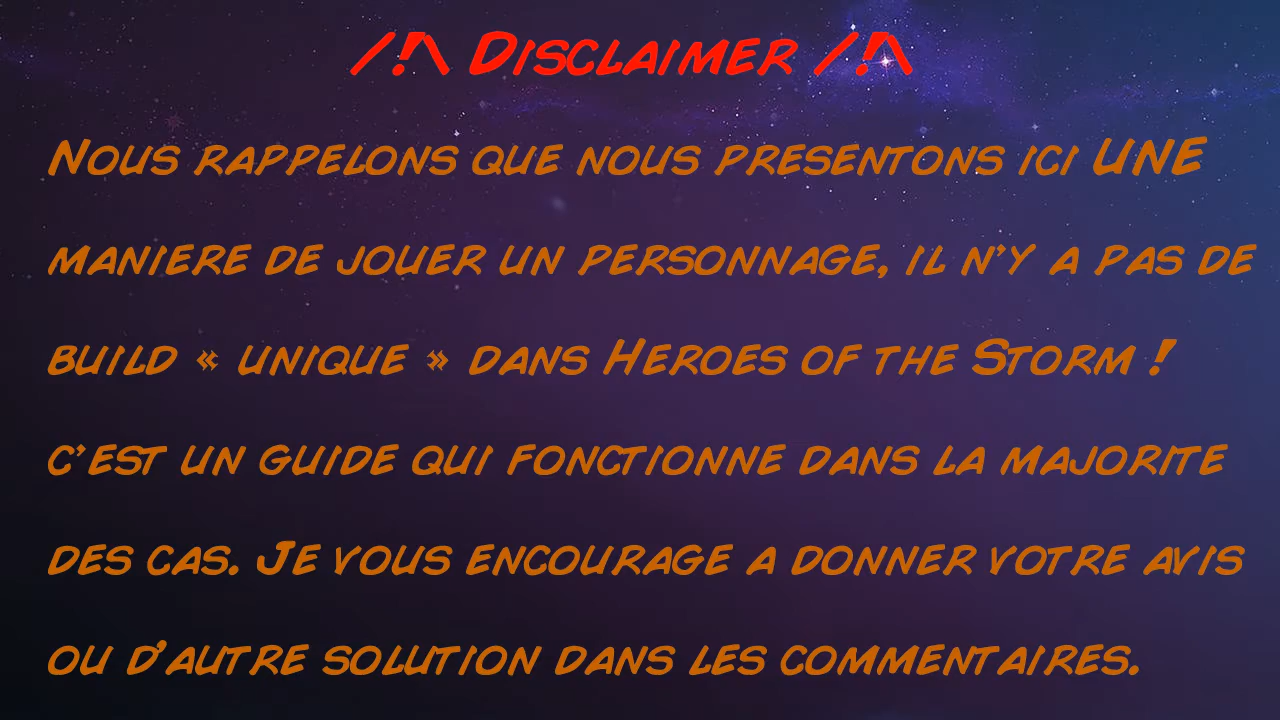 /!\ Disclaimer /!\
Nous rappelons que nous presentons ici UNE
maniere de jouer un personnage, il n'y a pas de
build « unique » dans Heroes of the Storm !
c'est un guide qui fonctionne dans la majorite
des cas. Je vous encourage a donner votre avis
ou d'autre solution dans les commentaires.